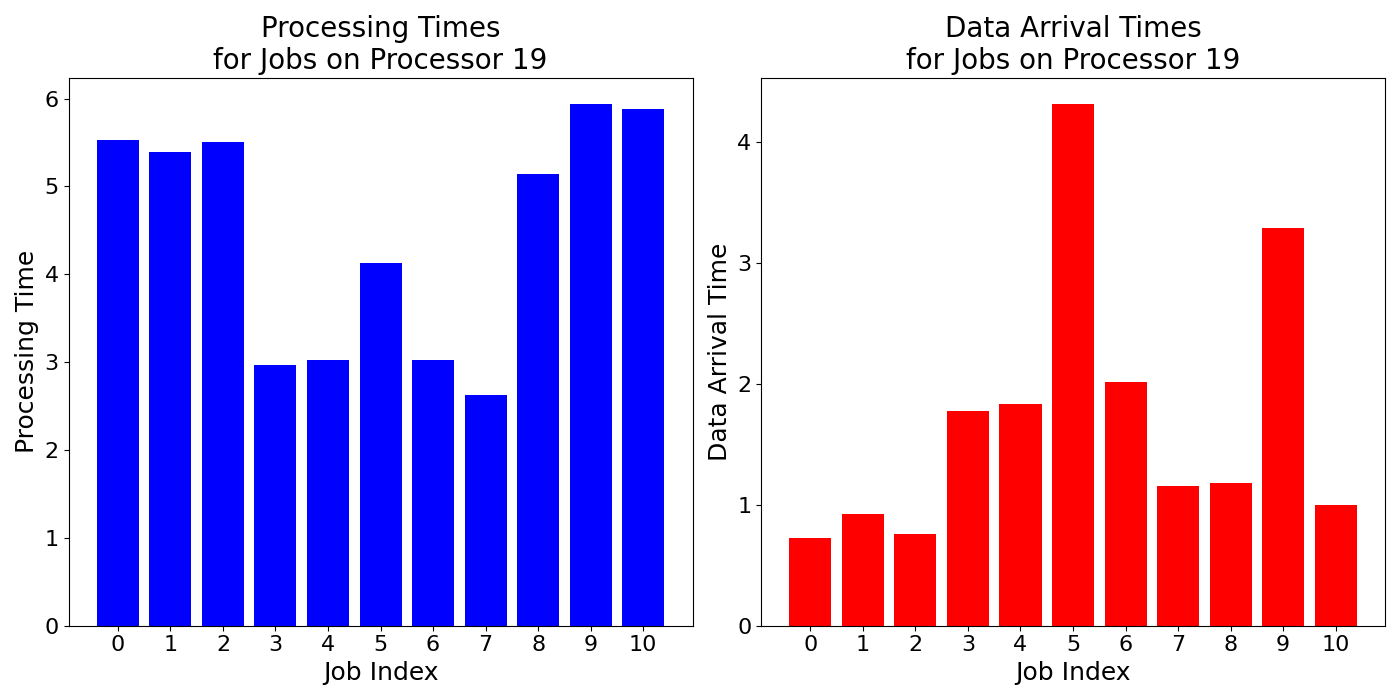 Processing Times
for Jobs on Processor 19
Processing Time
6
5
4
3
2
1
0
0 1 2 3 4 5 6 7 8 9 10
Job Index
Data Arrival Times
for Jobs on Processor 19
Data Arrival Time
4
3
2
1
0
0 1 2 3 4 5 6 7 8 9 10
Job Index